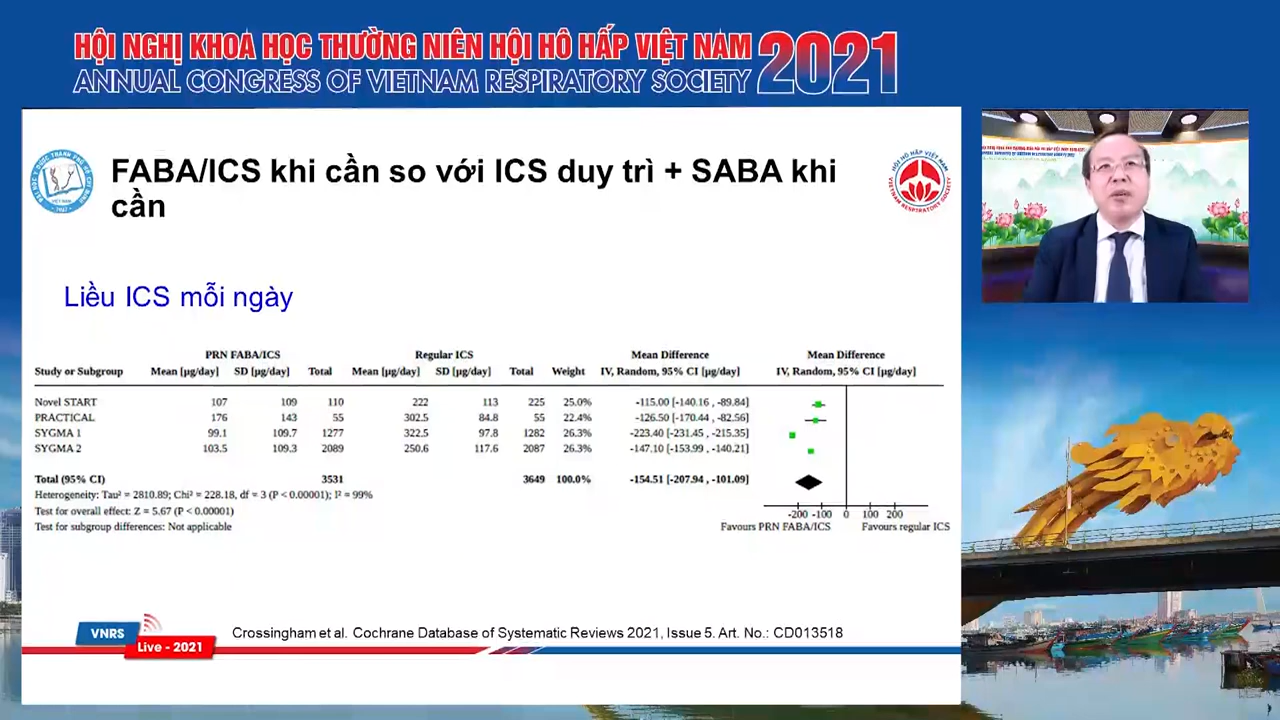 HỘI NGHỊ KHOA HỌC THƯỜNG NIÊN HỘI HÔ HẤP VIỆT NAM 2021
ANNUAL CONGRESS OF VIETNAM RESPIRATORY SOCIETY
FABA/ICS khi cần so với ICS duy trì + SABA khi
cần
HỘI HÔ HẤP VIỆT NAM
VIETNAM RESPIRATORY SOCIETY
Liều ICS mỗi ngày
PRN FABA/ICS Regular ICS Mean Difference Mean Difference
Study or Subgroup Mean [µg/day] SD [µg/day] Total Mean [µg/day] SD [µg/day] Total Weight IV, Random, 95% CI [µg/day] IV, Random, 95% CI [µg/day]
Novel START 107 109 110 222 113 225 25.0% -115.00 [-140.16 , -89.84]
PRACTICAL 176 143 55 302.5 84.8 55 22.4% -126.50 [-170.44 , -82.56]
SYGMA 1 99.1 109.7 1277 322.5 97.8 1282 26.3% -223.40 [-231.45 , -215.35]
SYGMA 2 103.5 109.3 2089 250.6 117.6 2087 26.3% -147.10 [-153.99 , -140.21]
Total (95% CI) 3531 3649 100.0% -154.51 [-207.94 , -101.09]
Heterogeneity: Tau² = 2810.89; Chi² = 228.18, df = 3 (P < 0.00001); I² = 99%
Test for overall effect: Z = 5.67 (P < 0.00001)
Test for subgroup differences: Not applicable
-200 -100 0 100 200
Favours PRN FABA/ICS Favours regular ICS
VNRS
Live - 2021
Crossingham et al. Cochrane Database of Systematic Reviews 2021, Issue 5. Art. No.: CD013518